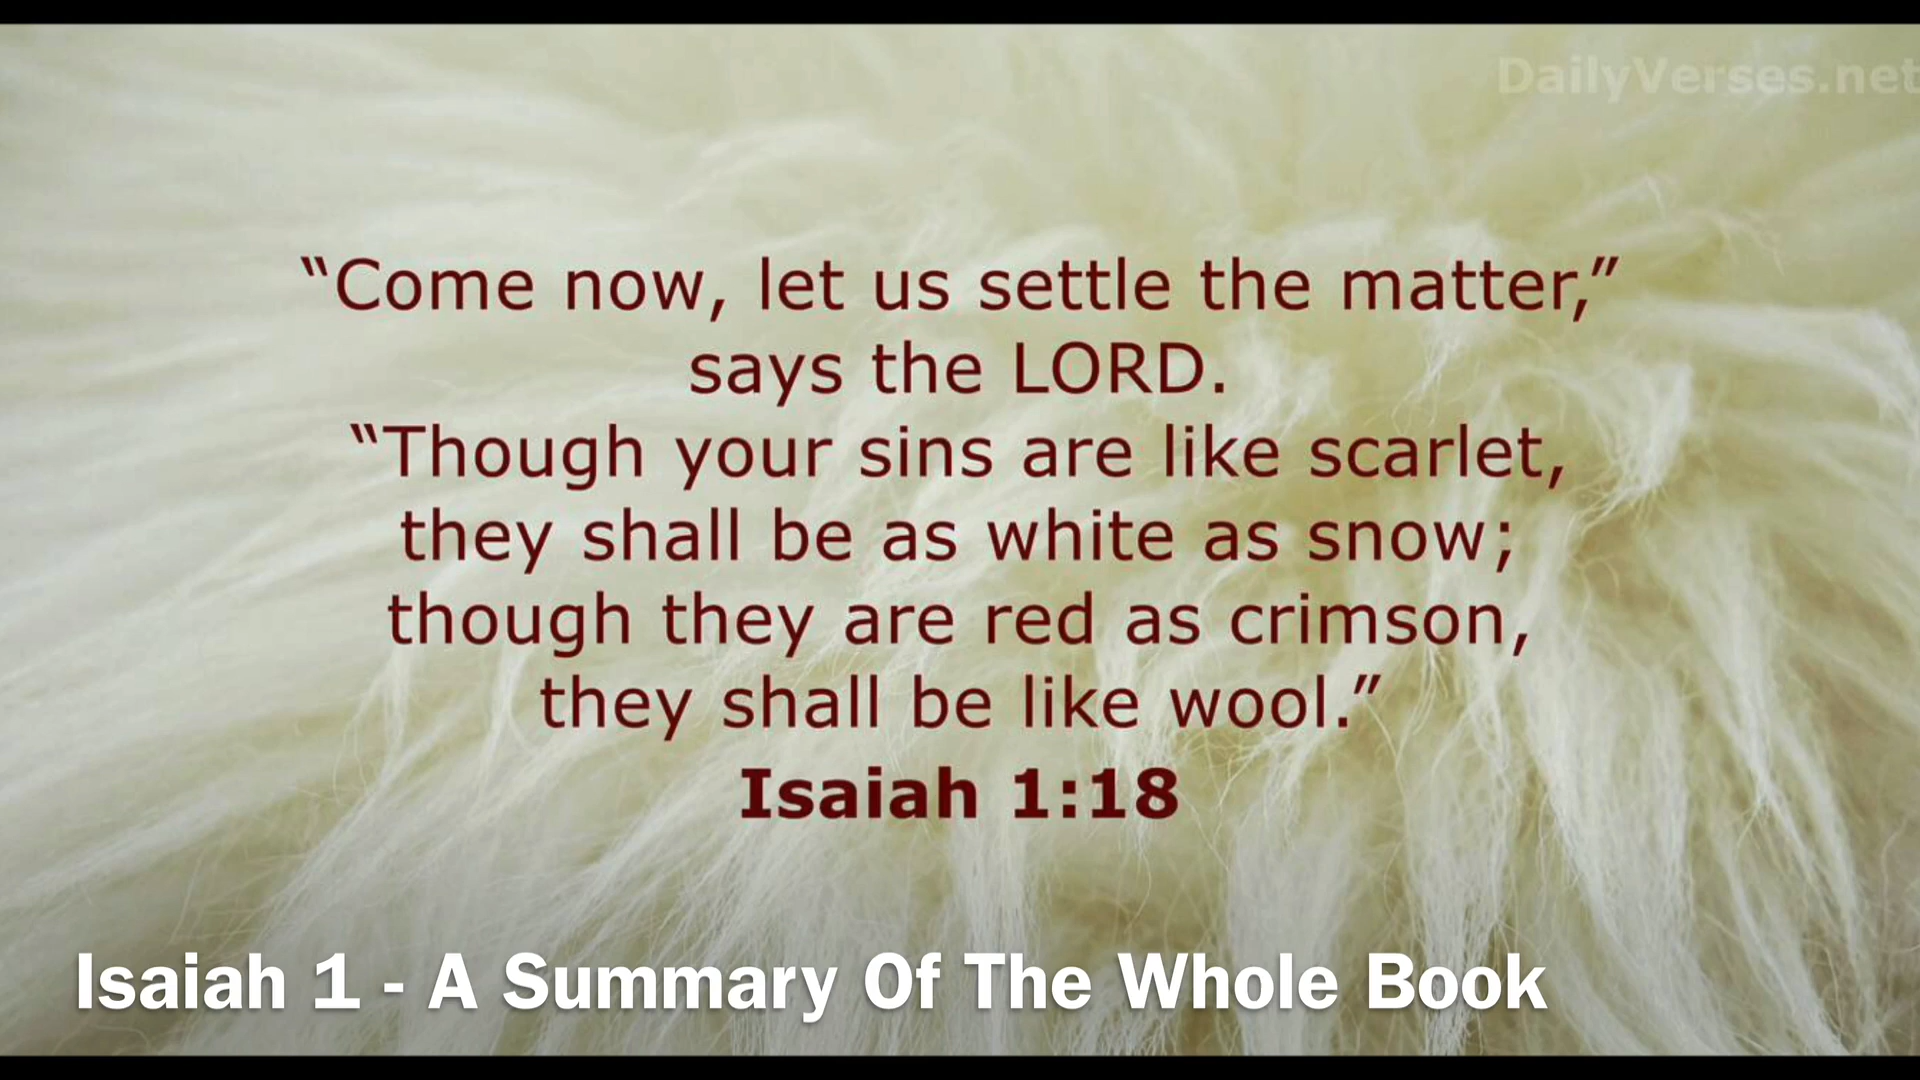 DailyVerses.net
“Come now, let us settle the matter,”
says the LORD.
“Though your sins are like scarlet,
they shall be as white as snow;
though they are red as crimson,
they shall be like wool.”
Isaiah 1:18
Isaiah 1 - A Summary Of The Whole Book